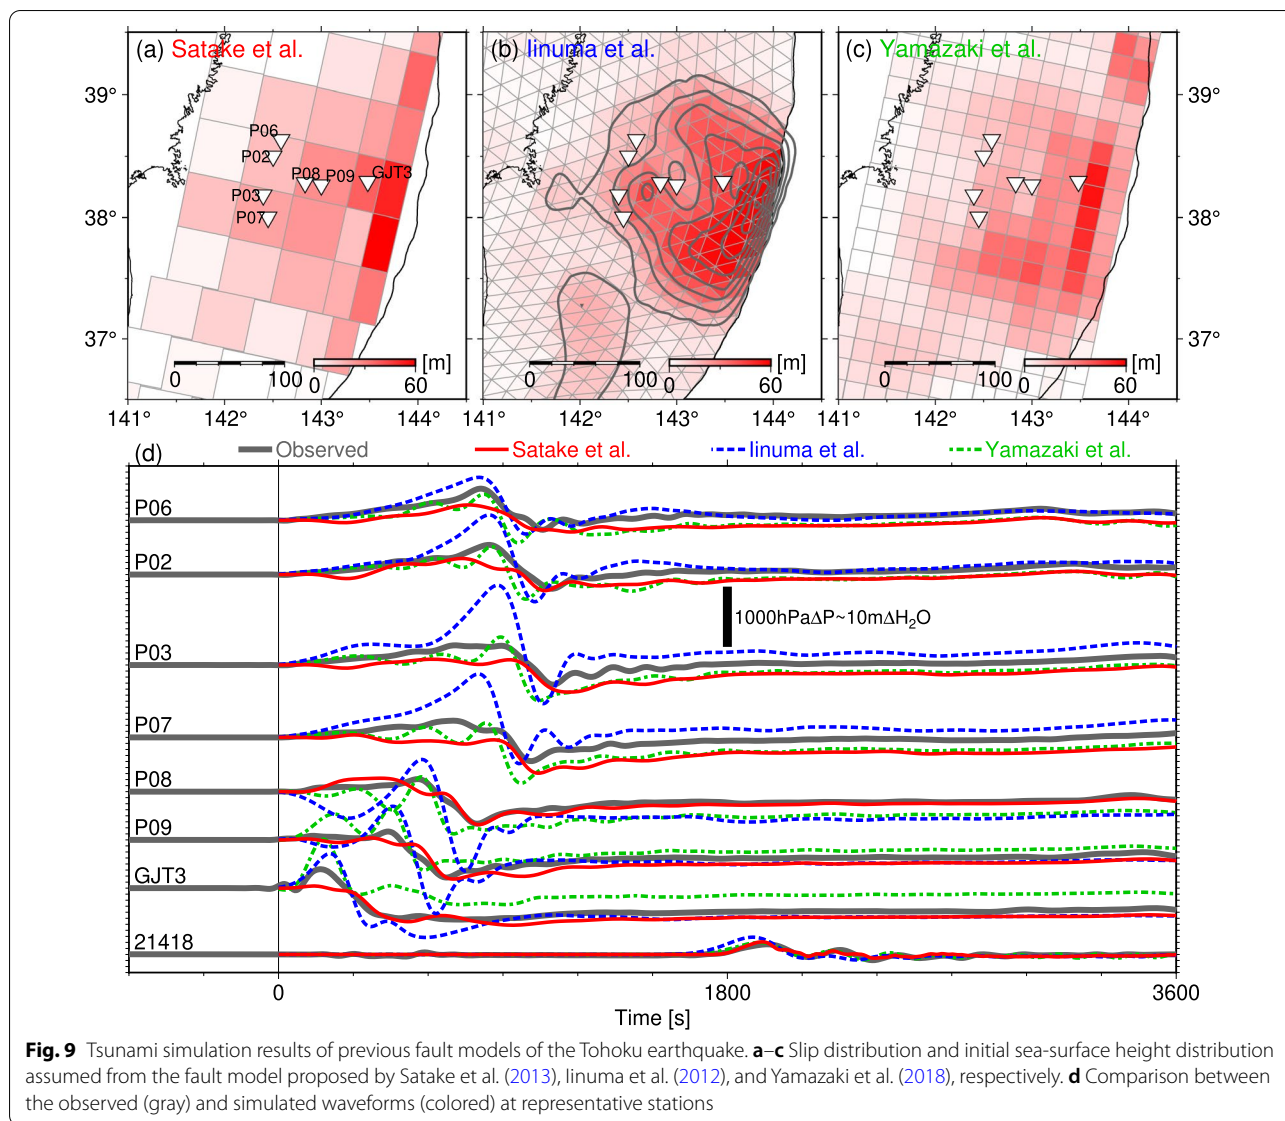 (a) Satake et al.
(b) Iinuma et al.
(c) Yamazaki et al.
39°
38°
37°
P06
P02
P08
P09
GJT3
P03
P07
39°
38°
37°
[m]
0
100
0
60
[m]
0
100
0
60
[m]
0
100
0
60
141°
142°
143°
144°
141°
142°
143°
144°
141°
142°
143°
144°
(d)
Observed
Satake et al.
Iinuma et al.
Yamazaki et al.
P06
P02
1000hPaΔP~10mΔH₂O
P03
P07
P08
P09
GJT3
21418
0
1800
3600
Time [s]
Fig. 9 Tsunami simulation results of previous fault models of the Tohoku earthquake. a–c Slip distribution and initial sea-surface height distribution
assumed from the fault model proposed by Satake et al. (2013), Iinuma et al. (2012), and Yamazaki et al. (2018), respectively. d Comparison between
the observed (gray) and simulated waveforms (colored) at representative stations